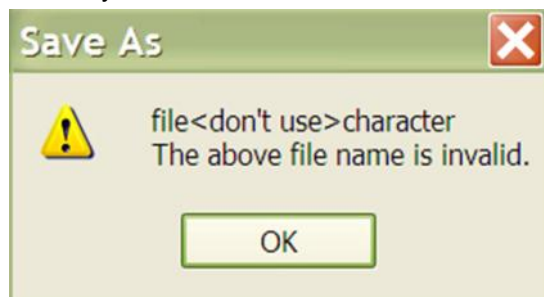 Save As
file<don't use>character
The above file name is invalid.
OK